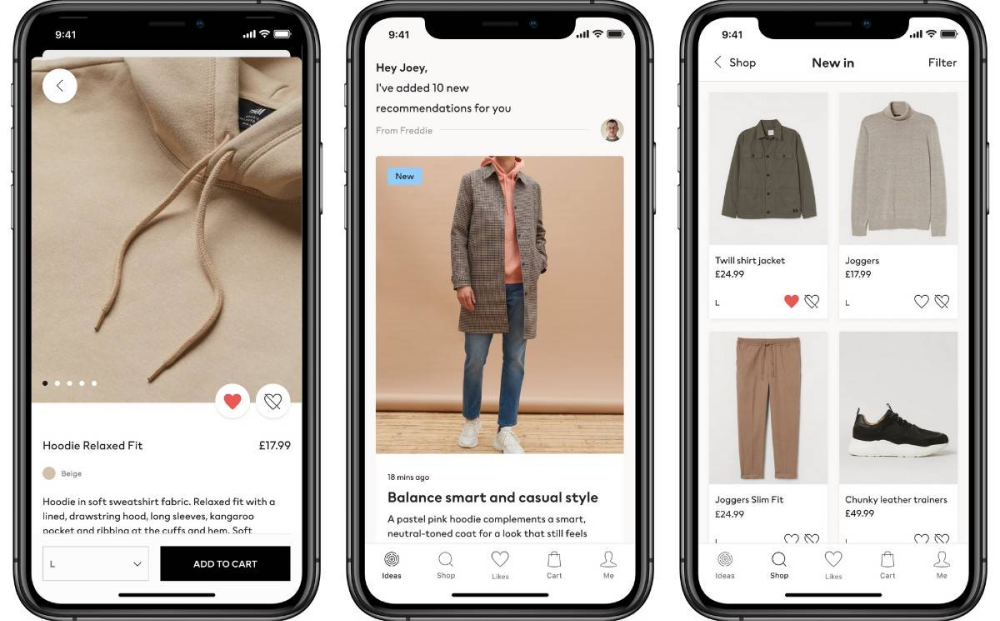 9:41
Hoodie Relaxed Fit
£17.99
Beige
Hoodie in soft sweatshirt fabric. Relaxed fit with a
lined, drawstring hood, long sleeves, kangaroo
pocket and ribbing at the cuffs and hem. Soft
L
ADD TO CART
9:41
Hey Joey,
I've added 10 new
recommendations for you
From Freddie
New
18 mins ago
Balance smart and casual style
A pastel pink hoodie complements a smart,
neutral-toned coat for a look that still feels
Ideas
Shop
Likes
Cart
Me
9:41
Shop
New in
Filter
Twill shirt jacket
£24.99
L
Joggers
£17.99
L
Joggers Slim Fit
£24.99
Chunky leather trainers
£49.99
Ideas
Shop
Likes
Cart
Me